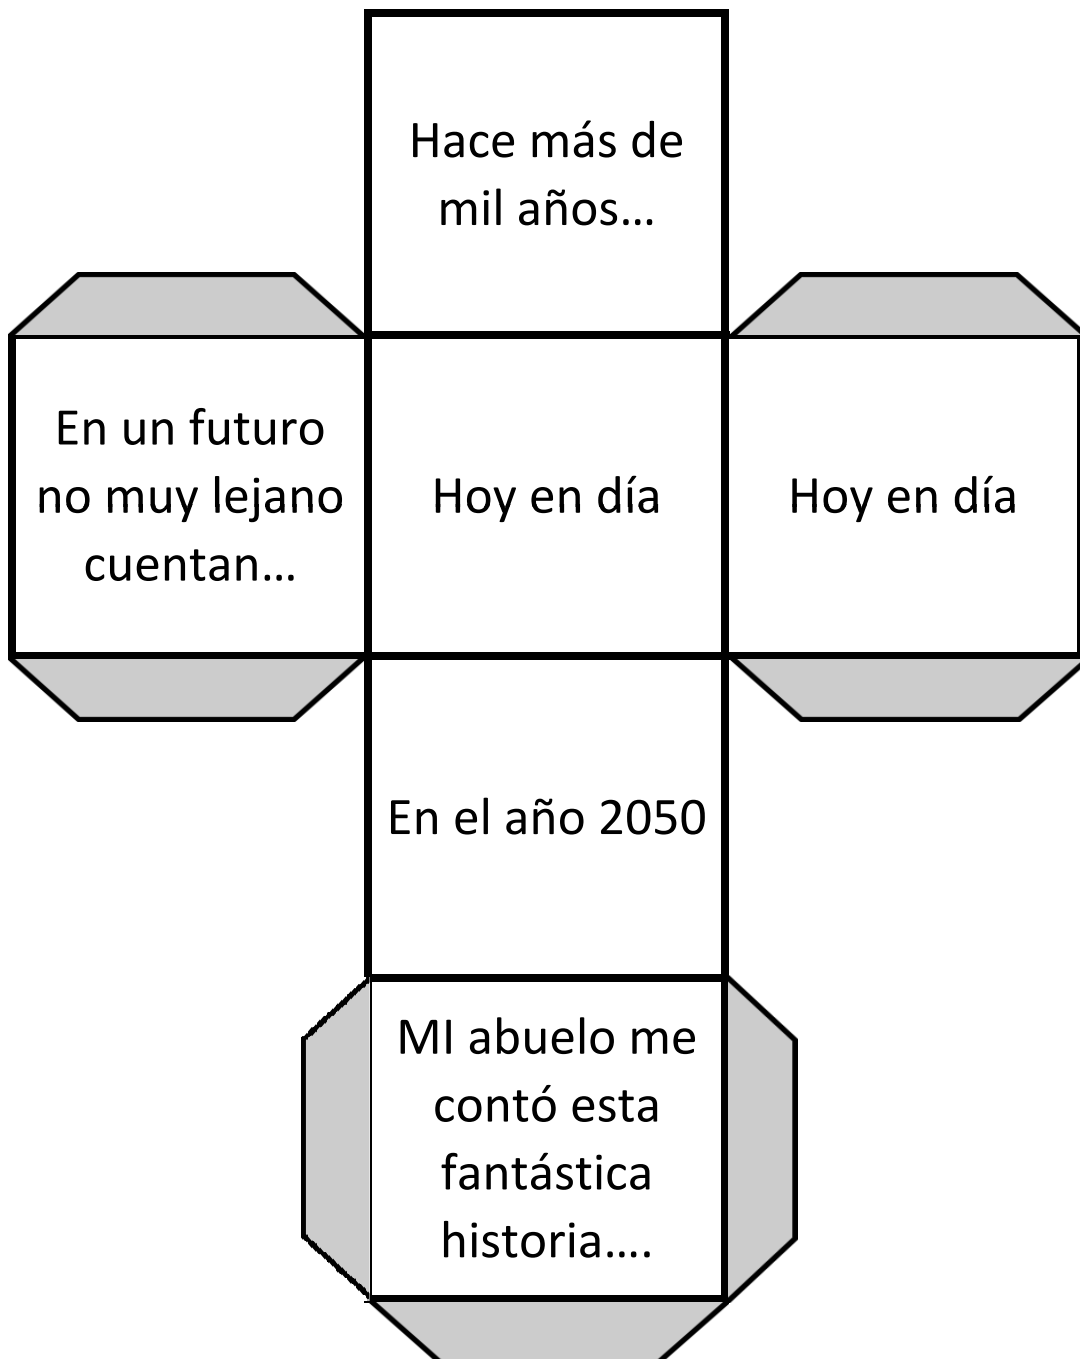 Hace más de
mil años...
En un futuro
no muy lejano
cuentan...
Hoy en día
Hoy en día
En el año 2050
MI abuelo me
contó esta
fantástica
historia....